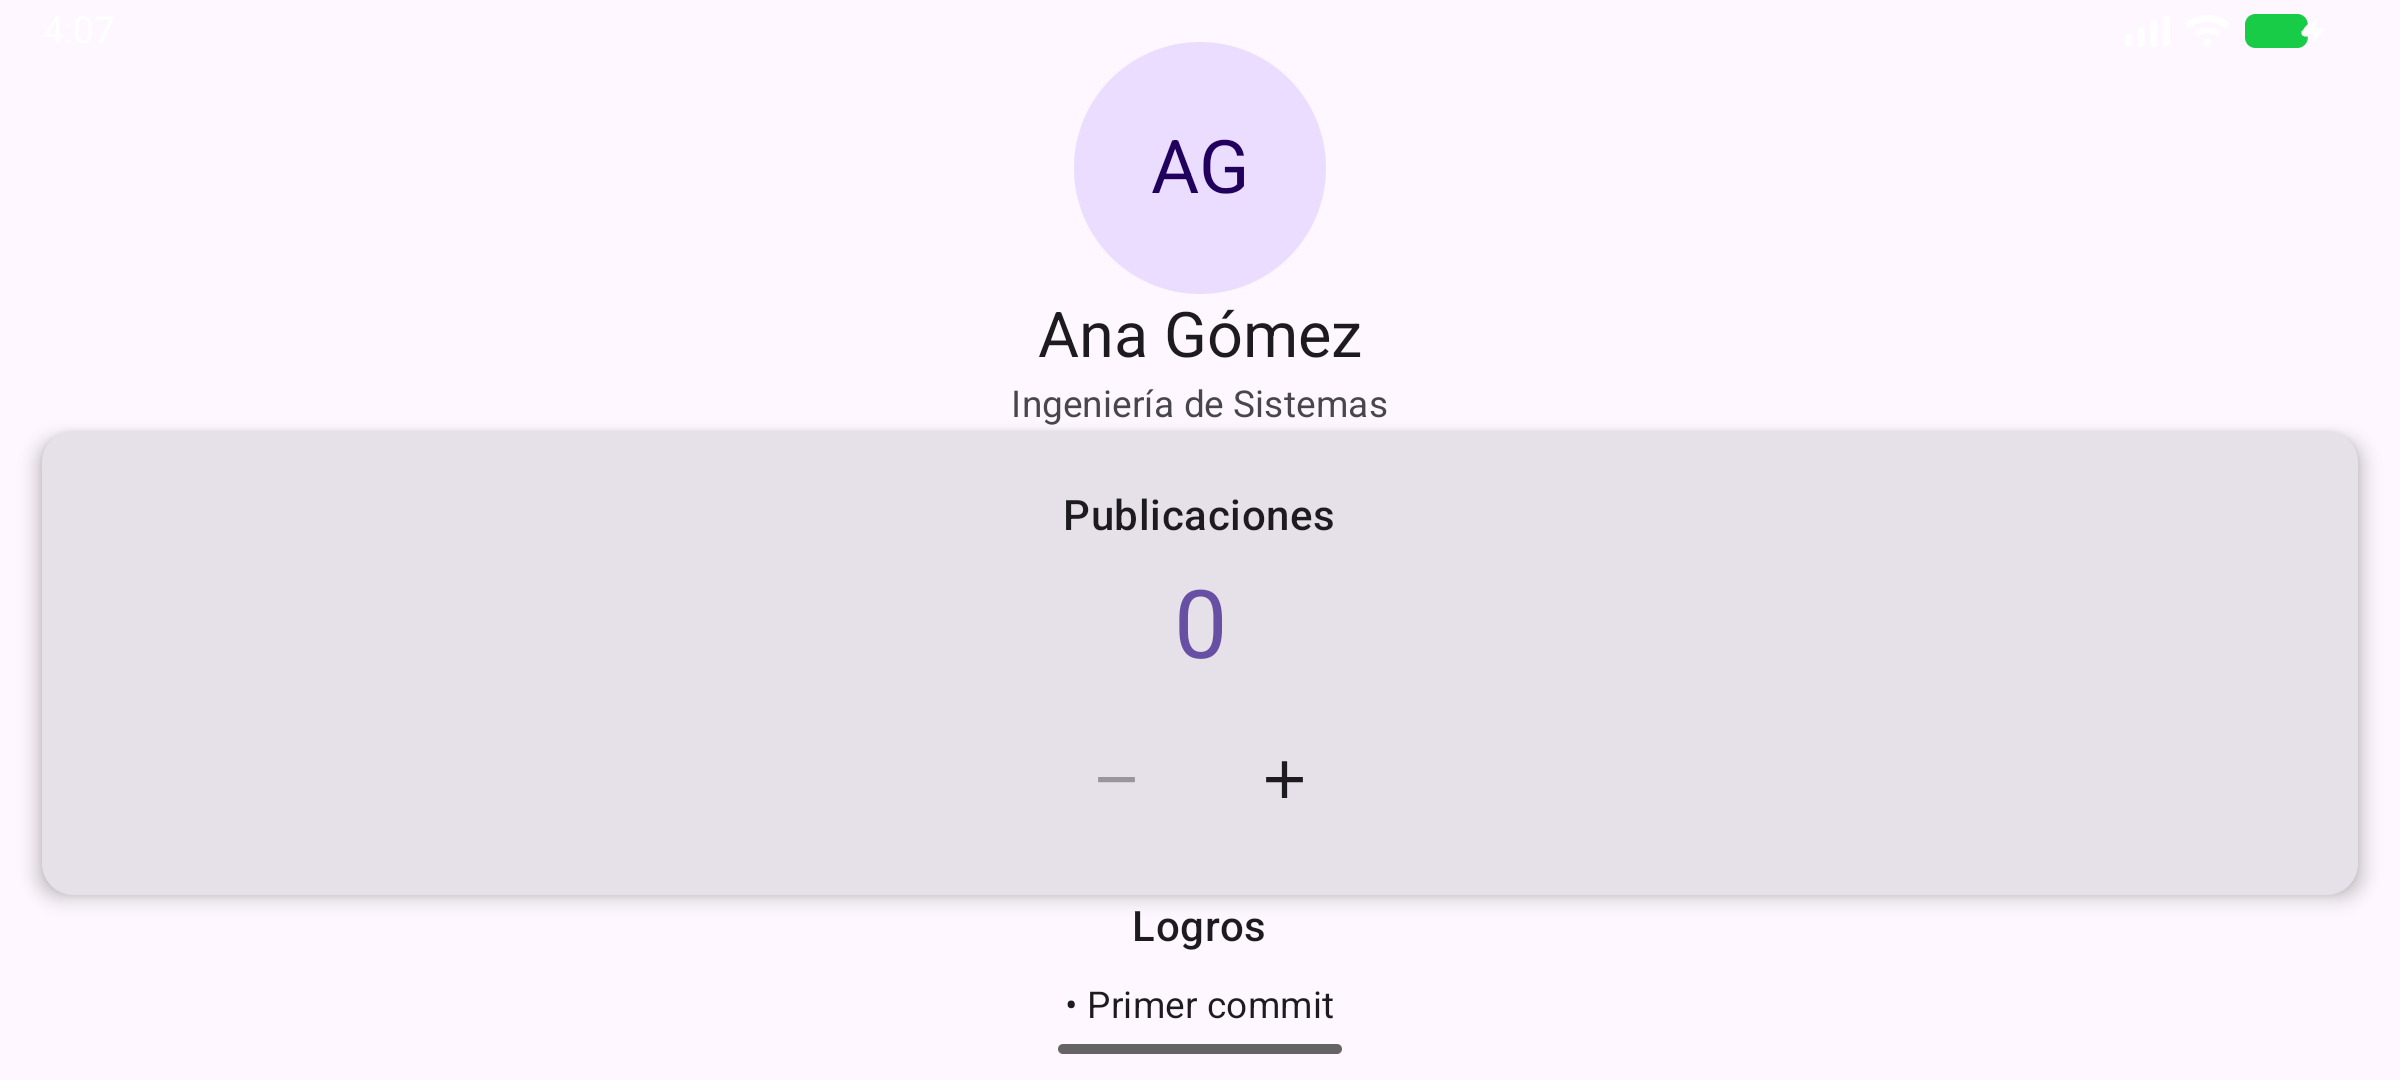 4:07
AG
Ana Gómez
Ingeniería de Sistemas
Publicaciones
0
− +
Logros
• Primer commit